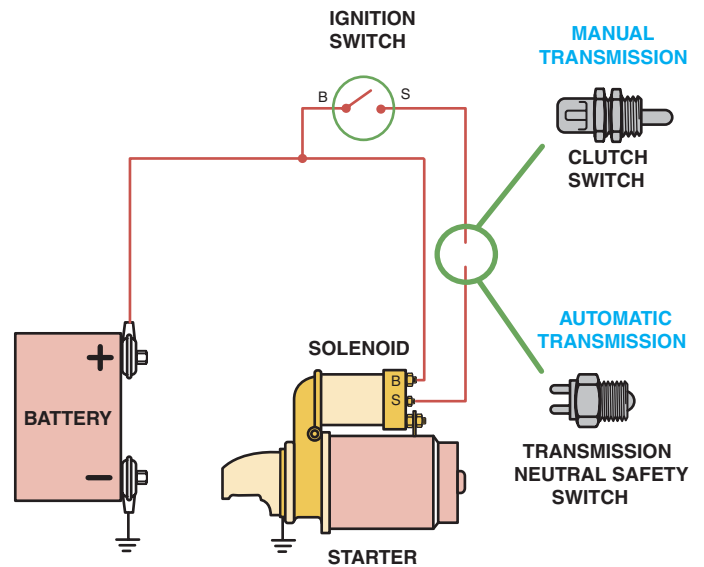 IGNITION
SWITCH
MANUAL
TRANSMISSION
B
S
CLUTCH
SWITCH
AUTOMATIC
TRANSMISSION
SOLENOID
+
B
S
BATTERY
−
TRANSMISSION
NEUTRAL SAFETY
SWITCH
STARTER